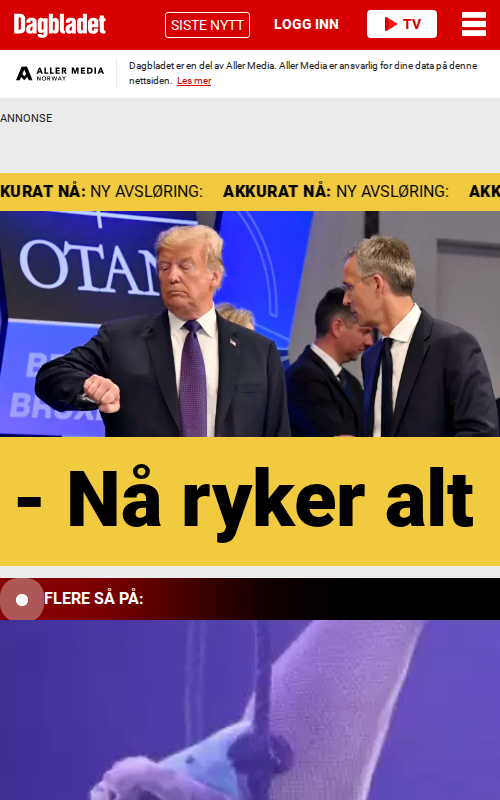 Dagbladet
SISTE NYTT
LOGG INN
TV
ALLER MEDIA
NORWAY
Dagbladet er en del av Aller Media. Aller Media er ansvarlig for dine data på denne
nettsiden. Les mer
ANNONSE
KURAT NÅ: NY AVSLØRING: AKKURAT NÅ: NY AVSLØRING: AKK
OTAN
- Nå ryker alt
FLERE SÅ PÅ: